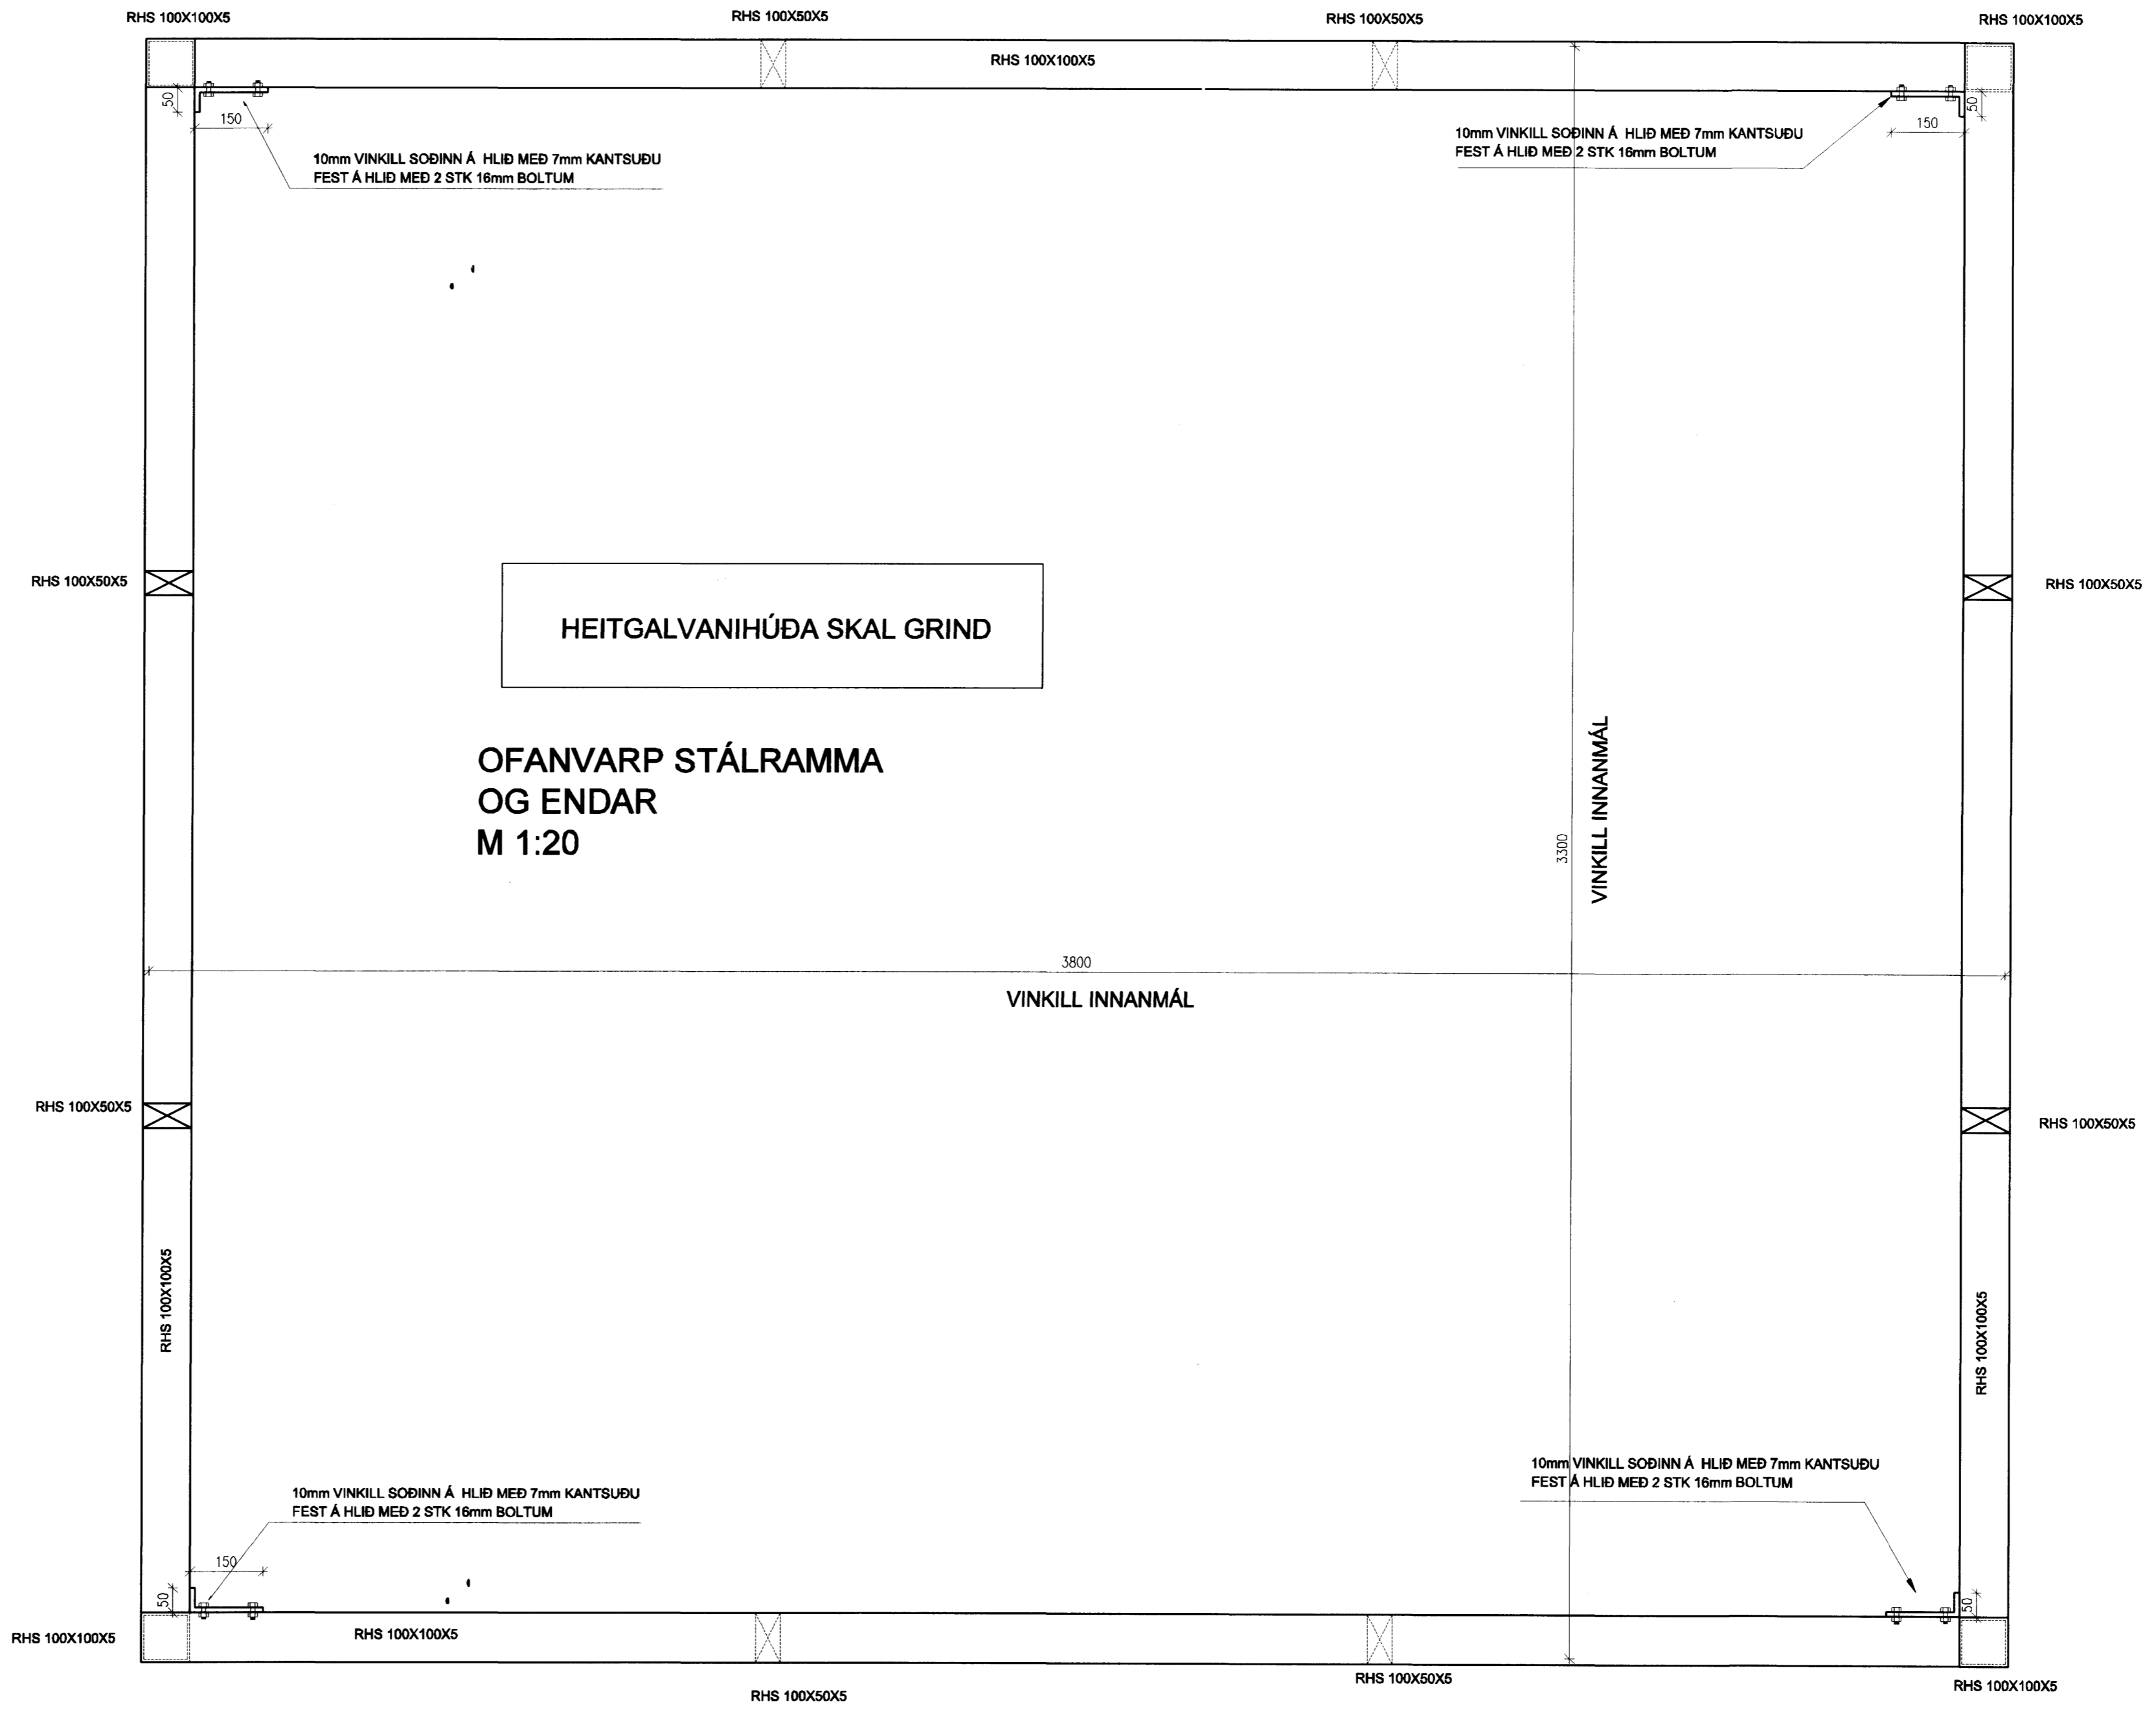 RHS 100X100X5
RHS 100X50X5
RHS 100X50X5
RHS 100X100X5
RHS 100X100X5
50
150
10mm VINKILL SOÐINN Á HLIÐ MEÐ 7mm KANTSUÐU
FEST Á HLIÐ MEÐ 2 STK 16mm BOLTUM
10mm VINKILL SOÐINN Á HLIÐ MEÐ 7mm KANTSUÐU
FEST Á HLIÐ MEÐ 2 STK 16mm BOLTUM
150
50
RHS 100X50X5
RHS 100X50X5
HEITGALVANIHÚÐA SKAL GRIND
OFANVARP STÁLRAMMA
OG ENDAR
M 1:20
3300
VINKILL INNANMÁL
3800
VINKILL INNANMÁL
RHS 100X50X5
RHS 100X50X5
RHS 100X100X5
RHS 100X100X5
10mm VINKILL SOÐINN Á HLIÐ MEÐ 7mm KANTSUÐU
FEST Á HLIÐ MEÐ 2 STK 16mm BOLTUM
10mm VINKILL SOÐINN Á HLIÐ MEÐ 7mm KANTSUÐU
FEST Á HLIÐ MEÐ 2 STK 16mm BOLTUM
150
50
50
RHS 100X100X5
RHS 100X100X5
RHS 100X50X5
RHS 100X50X5
RHS 100X100X5